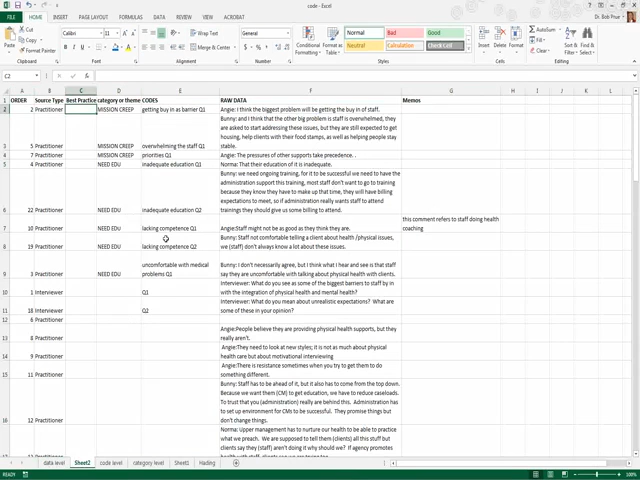 code - Excel
FILE HOME INSERT PAGE LAYOUT FORMULAS DATA REVIEW VIEW ACROBAT Dr. Bob Prue
Cut
Copy
Format Painter
Paste
Clipboard
Calibri 11
B I U
Font
Wrap Text
Merge & Center
Alignment
General
$ % ,
Number
Conditional Formatting
Format as Table
Normal Bad Good
Neutral Calculation Check Cell
Styles
Insert Delete Format
Cells
AutoSum
Fill
Clear
Sort & Filter
Find & Select
Editing
C2 fx
A B C D E F G H I J K L
1 ORDER Source Type Best Practice category or theme CODES RAW DATA Memos
2 2 Practitioner MISSION CREEP getting buy in as barrier Q1 Angie: I think the biggest problem will be getting the buy in of staff.
Bunny: and I think that the other big problem is staff is overwhelmed, they
are asked to start addressing these issues, but they are still expected to get
housing, help clients with their food stamps, as well as helping people stay
3 5 Practitioner MISSION CREEP overwhelming the staff Q1 stable.
4 7 Practitioner MISSION CREEP priorities Q1 Angie: The pressures of other supports take precedence. .
5 4 Practitioner NEED EDU inadequate education Q1 Norma: That their education of it is inadequate.
Bunny: we need ongoing training, for it to be successful we need to have the
administration support this training, most staff don't want to go to training
because they know they have to make up that time, they will have billing
expectations to meet, so if administration really wants staff to attend
6 22 Practitioner NEED EDU inadequate education Q2 trainings they should give us some billing to attend.
this comment refers to staff doing health
7 10 Practitioner NEED EDU lacking competence Q1 Angie:Staff might not be as good as they think they are. coaching
Bunny: Staff not comfortable telling a client about health /physical issues,
8 19 Practitioner NEED EDU lacking competence Q2 we (staff) don't always know a lot about these issues.
uncomfortable with medical Bunny: I don't necessarily agree, but I think what I hear and see is that staff
9 3 Practitioner NEED EDU problems Q1 say they are uncomfortable with talking about physical health with clients.
Interviewer: What do you see as some of the biggest barriers to staff by in
10 1 Interviewer Q1 with the integration of physical health and mental health?
Interviewer: What do you mean about unrealistic expectations? What are
11 18 Interviewer Q2 some of these in your opinion?
12 6 Practitioner
Angie:People believe they are providing physical health supports, but they
13 8 Practitioner really aren't.
Angie:They need to look at new styles; it is not as much about physical
14 9 Practitioner health care but about motivational interviewing
Angie:There is resistance sometimes when you try to get them to do
15 11 Practitioner something different.
Bunny: Staff has to be ahead of it, but it also has to come from the top down.
Because we want them (CM) to get education, we have to reduce caseloads.
To trust that you (administration) really are behind this. Administration
has to set up environment for CMs to be successful. They promise things but
16 12 Practitioner don't change things.
Norma: Upper management has to nurture our health to be able to practice
what we preach. We are supposed to tell them (clients) all this stuff but
clients say they (staff) aren't doing it why should we? If agency promotes
data level Sheet2 code level category level Sheet1 Hading
READY 100%